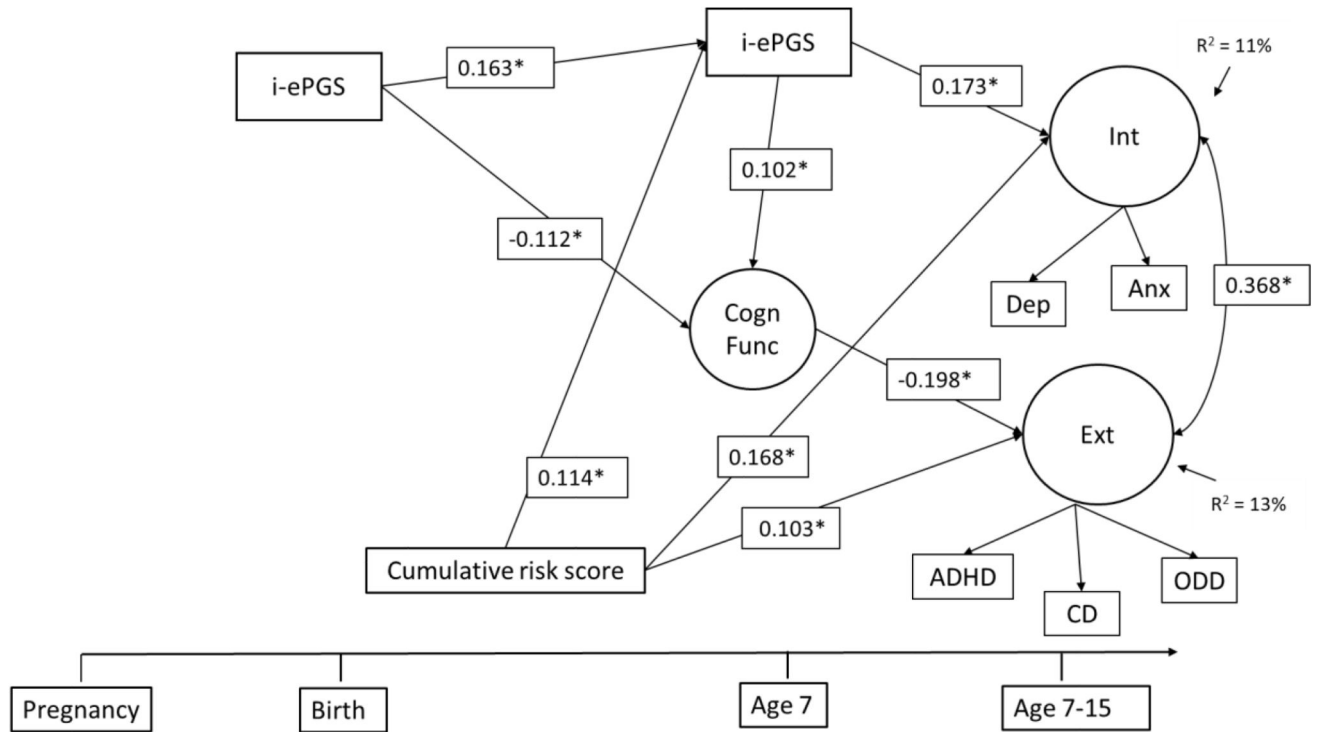 i-ePGS
0.163*
i-ePGS
0.173*
R² = 11%
Int
0.102*
-0.112*
Dep
Anx
0.368*
Cogn
Func
-0.198*
Ext
0.114*
0.168*
0.103*
R² = 13%
Cumulative risk score
ADHD
CD
ODD
Pregnancy
Birth
Age 7
Age 7-15